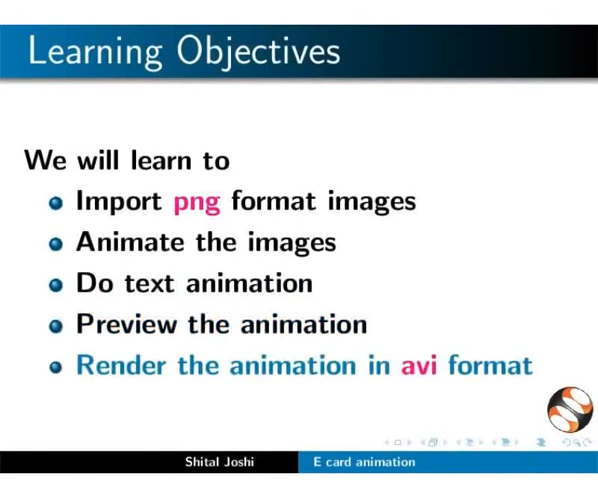 Learning Objectives
We will learn to
Import png format images
Animate the images
Do text animation
Preview the animation
Render the animation in avi format
Shital Joshi
E card animation